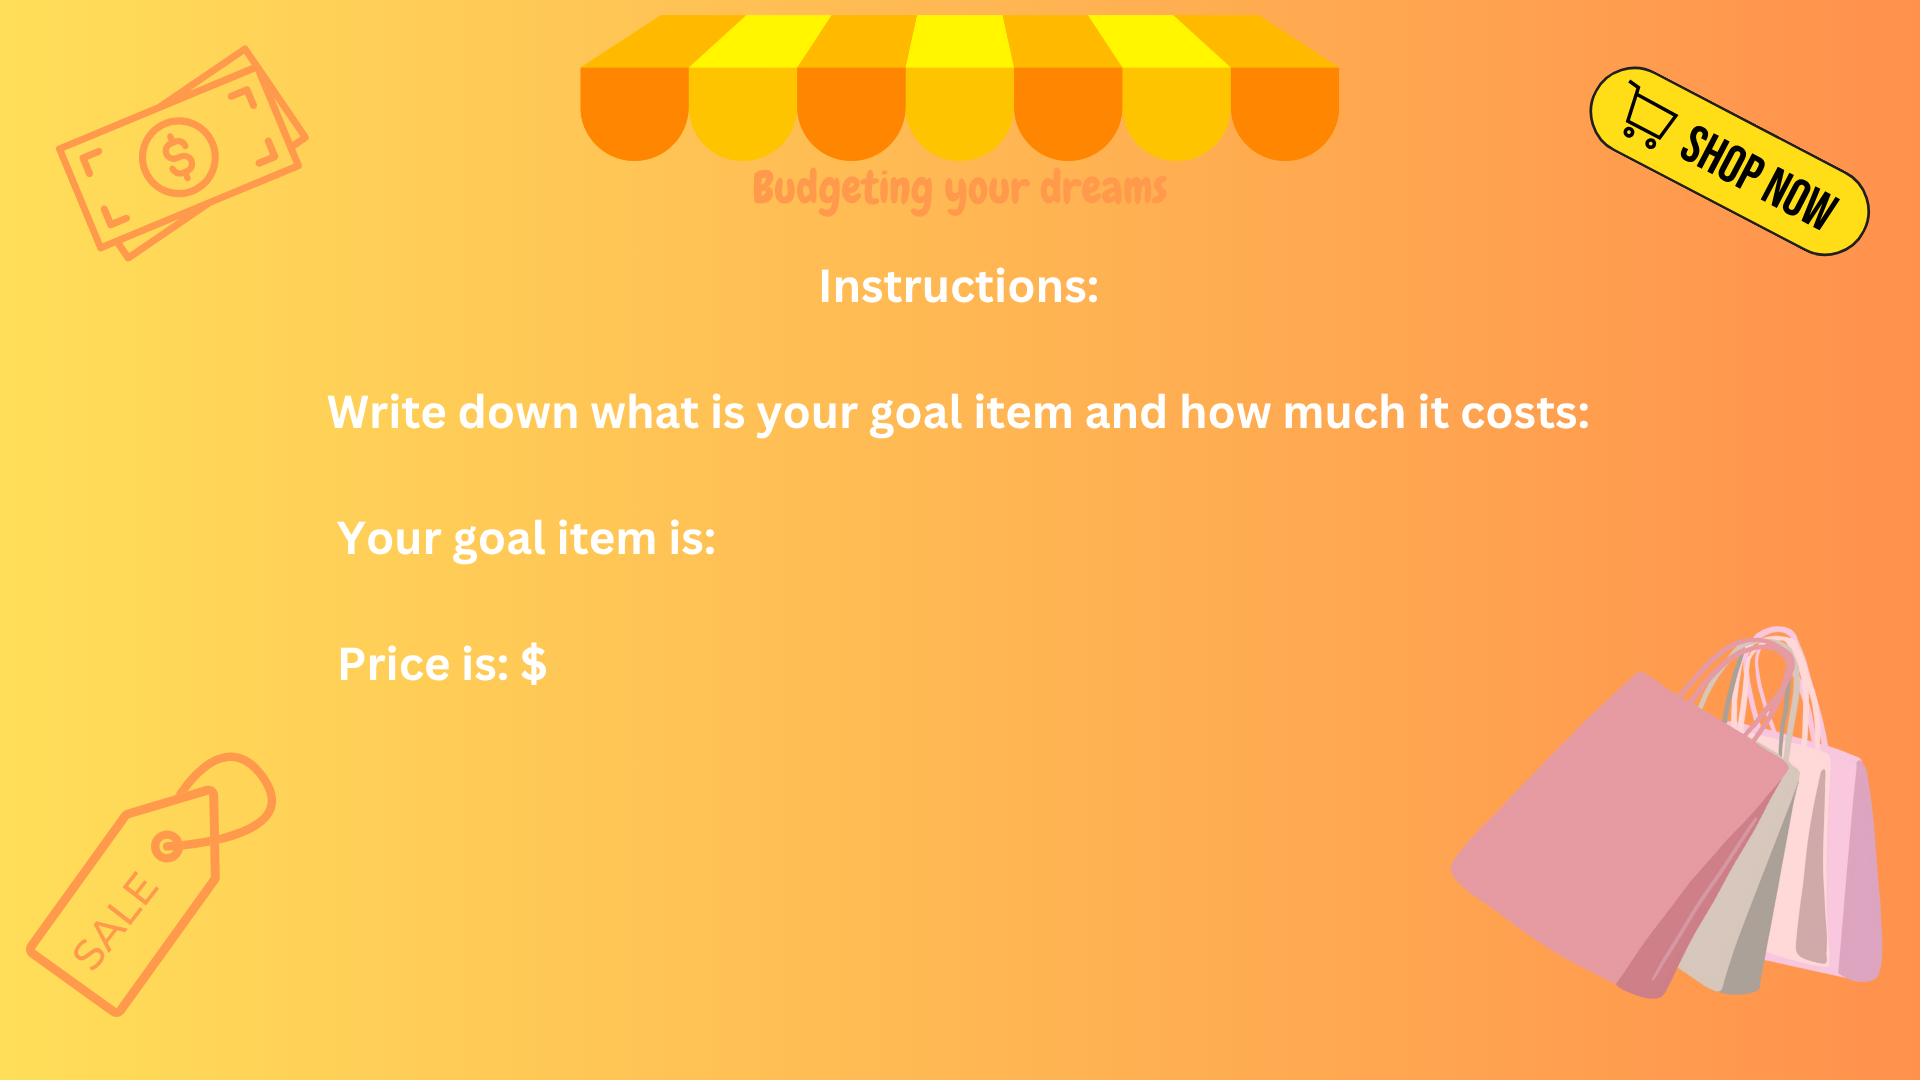 Budgeting your dreams
SHOP NOW
Instructions:
Write down what is your goal item and how much it costs:
Your goal item is:
Price is: $
SALE
$